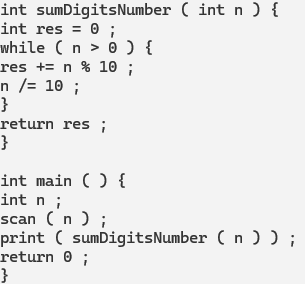 int sumDigitsNumber ( int n ) {
int res = 0 ;
while ( n > 0 ) {
res += n % 10 ;
n /= 10 ;
}
return res ;
}

int main ( ) {
int n ;
scan ( n ) ;
print ( sumDigitsNumber ( n ) ) ;
return 0 ;
}